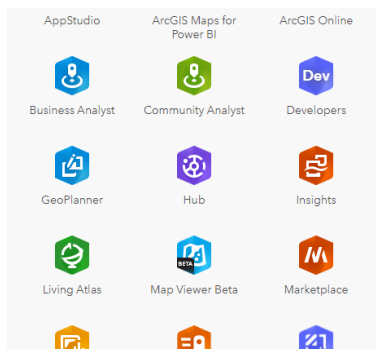 AppStudio
ArcGIS Maps for
Power BI
ArcGIS Online
Dev
Business Analyst
Community Analyst
Developers
GeoPlanner
Hub
Insights
BETA
Living Atlas
Map Viewer Beta
Marketplace